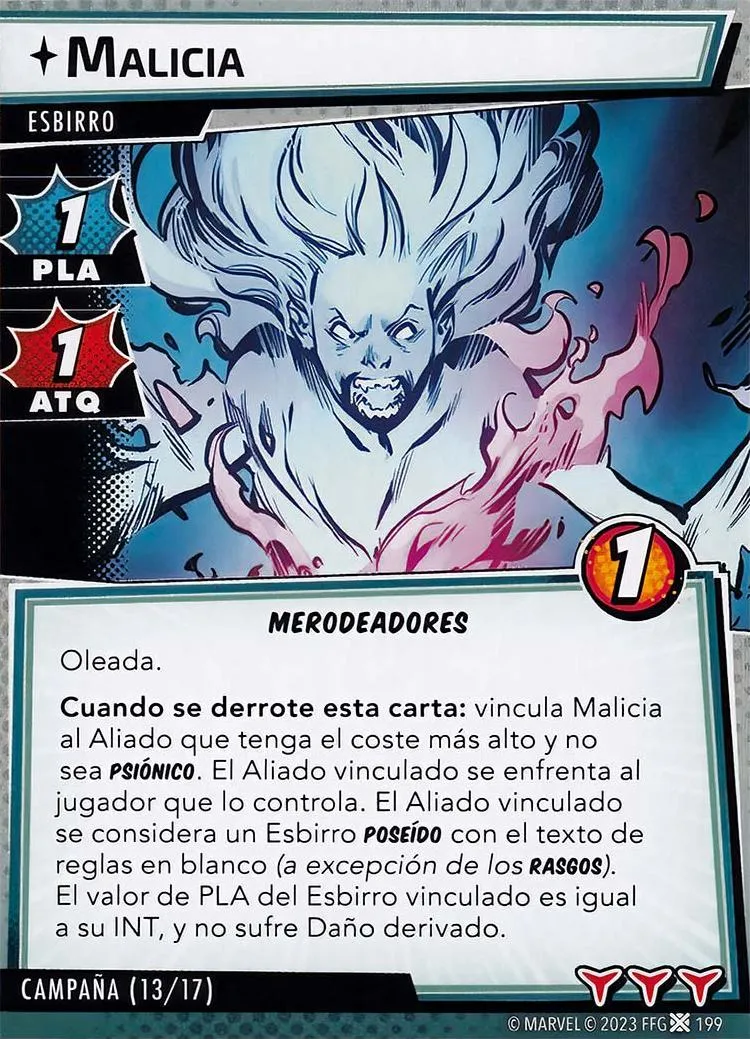 MALICIA
ESBIRRO
1
PLA
1
ATQ
1
MERODEADORES
Oleada.
Cuando se derrote esta carta: vincula Malicia
al Aliado que tenga el coste más alto y no
sea PSIÓNICO. El Aliado vinculado se enfrenta al
jugador que lo controla. El Aliado vinculado
se considera un Esbirro POSEÍDO con el texto de
reglas en blanco (a excepción de los RASGOS).
El valor de PLA del Esbirro vinculado es igual
a su INT, y no sufre Daño derivado.
CAMPAÑA (13/17)
© MARVEL © 2023 FFG 199